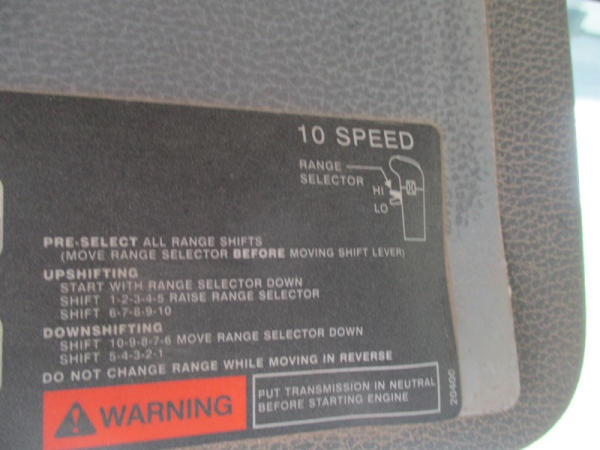 10 SPEED
RANGE
SELECTOR
HI
LO
PRE-SELECT ALL RANGE SHIFTS
(MOVE RANGE SELECTOR BEFORE MOVING SHIFT LEVER)
UPSHIFTING
START WITH RANGE SELECTOR DOWN
SHIFT 1-2-3-4-5 RAISE RANGE SELECTOR
SHIFT 6-7-8-9-10
DOWNSHIFTING
SHIFT 10-9-8-7-6 MOVE RANGE SELECTOR DOWN
SHIFT 5-4-3-2-1
DO NOT CHANGE RANGE WHILE MOVING IN REVERSE
WARNING
PUT TRANSMISSION IN NEUTRAL
BEFORE STARTING ENGINE